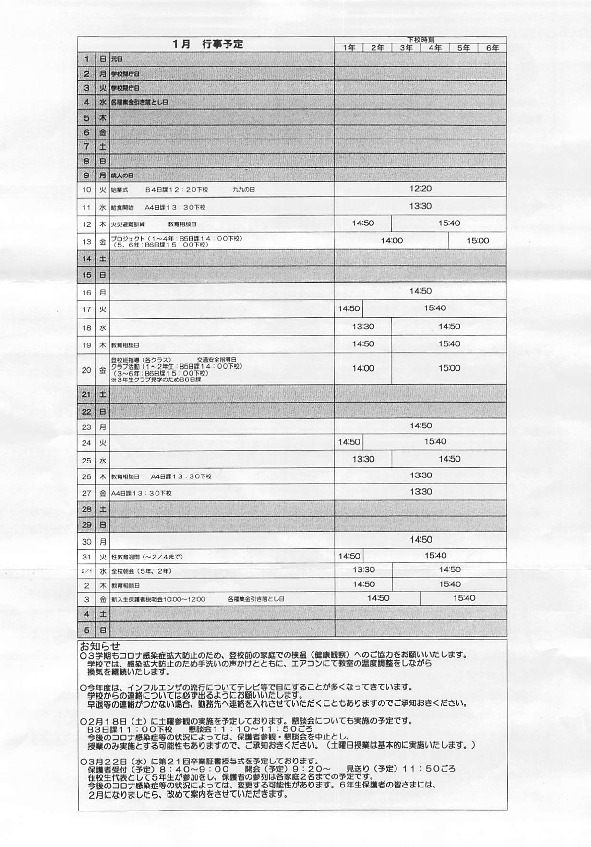 1月 行事予定 下校時刻
1年 2年 3年 4年 5年 6年
1 日 元日
2 月 学校閉庁日
3 火 学校閉庁日
4 水 各種集金引き落とし日
5 木
6 金
7 土
8 日
9 月 成人の日
10 火 始業式 B4日課12:20下校 九九の日 12:20
11 水 給食開始 A4日課13:30下校 13:30
12 木 教育相談日 14:50 15:40
13 金 プロジェクト(1~4年:B5日課14:00下校) 14:00 15:00
(5、6年:B6日課15:00下校)
14 土
15 日
16 月 14:50
17 火 14:50 15:40
18 水 13:30 14:50
19 木 教育相談日 14:50 15:40
20 金 登校班指導(各クラス) 交通安全指導日 14:00 15:00
クラブ活動(1~2年生:B5日課14:00下校)
(3~6年:B6日課15:00下校)
※3年生クラブ見学のためB6日課
21 土
22 日
23 月 14:50
24 火 14:50 15:40
25 水 13:30 14:50
26 木 教育相談日 A4日課13:30下校 13:30
27 金 A4日課13:30下校 13:30
28 土
29 日
30 月 14:50
31 火 (~2/4まで) 14:50 15:40
2/1 水 全校朝会(5年、2年) 13:30 14:50
2 木 教育相談日 14:50 15:40
3 金 新入生保護者説明会10:00~12:00 各種集金引き落とし日 14:50 15:40
4 土
5 日
お知らせ
○3学期もコロナ感染症拡大防止のため、登校前の家庭での検温(健康観察)へのご協力をお願いいたします。
学校では、感染拡大防止のため手洗いの声かけとともに、エアコンにて教室の温度調整をしながら
換気を継続いたします。
○今年度は、インフルエンザの流行についてテレビ等で目にすることが多くなってきています。
学校からの連絡については必ず出るようにお願いいたします。
早退等の連絡がつかない場合、勤務先へ連絡を入れさせていただくこともありますのでご承知おきください。
○2月18日(土)に土曜参観の実施を予定しております。懇談会についても実施の予定です。
B3日課11:00下校 懇談会:11:10~11:50ごろ
今後のコロナ感染症等の状況によっては、保護者参観・懇談会を中止とし、
授業のみ実施とする可能性もありますので、ご承知おきください。(土曜日授業は基本的に実施いたします。)
○3月22日(水)に第21回卒業証書授与式を予定しております。
保護者受付(予定)8:40~9:00 開会(予定)9:20~ 見送り(予定)11:50ごろ
在校生代表として5年生が参加をし、保護者の参列は各家庭2名までの予定です。
今後のコロナ感染症等の状況によっては、変更する可能性があります。6年生保護者の皆さまには、
2月になりましたら、改めて案内をさせていただきます。